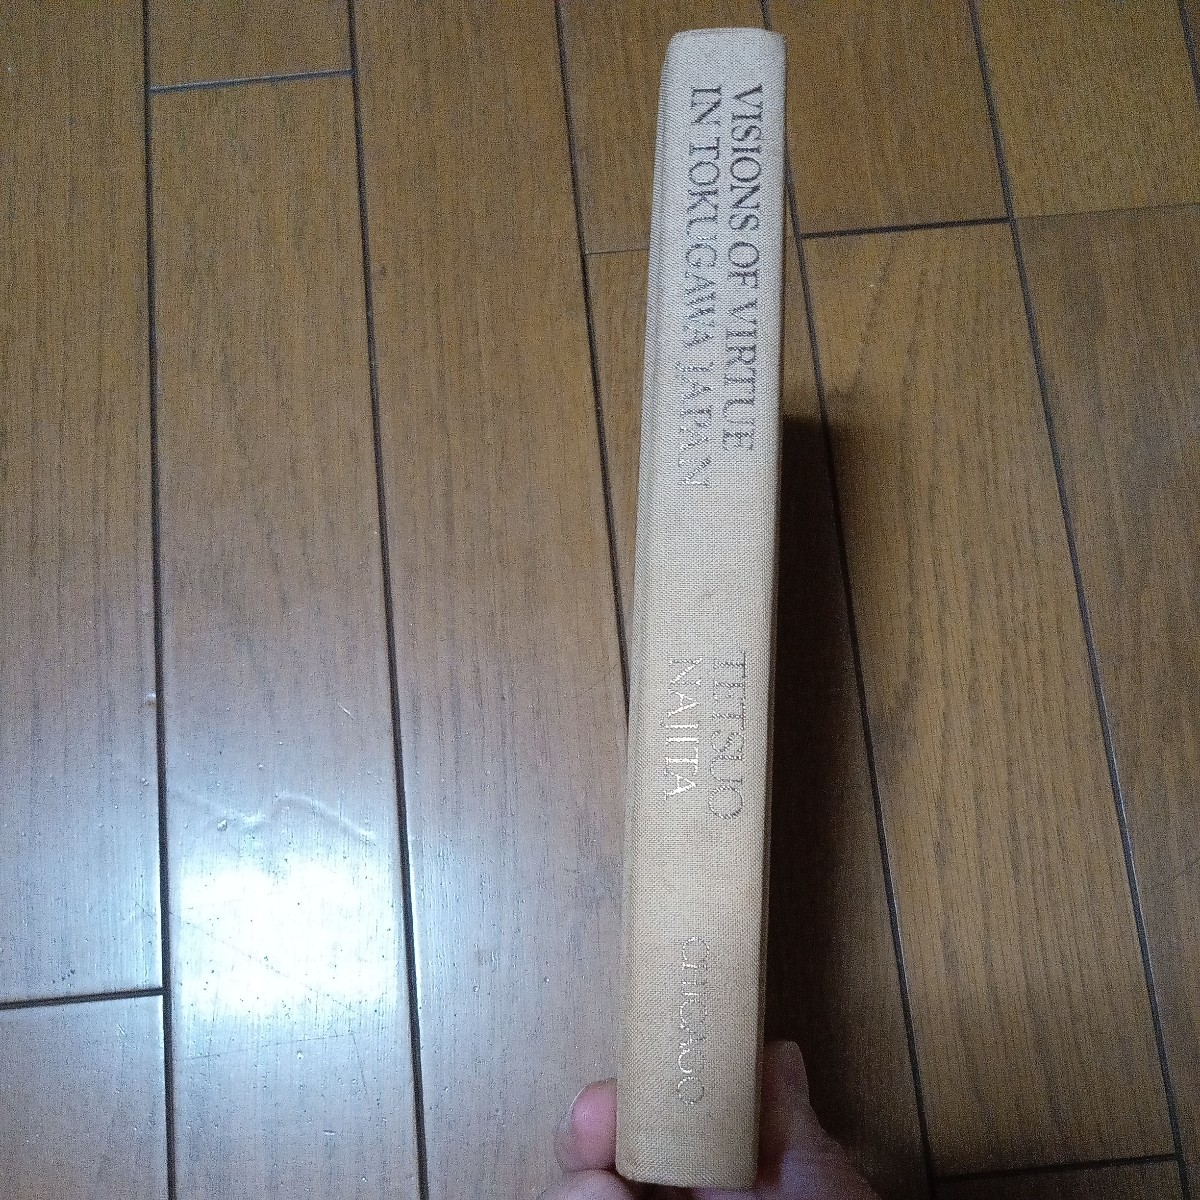 VISIONS OF VIRTUE
IN TOKUGAWA JAPAN
TETSUO
NAJITA
CHICAGO